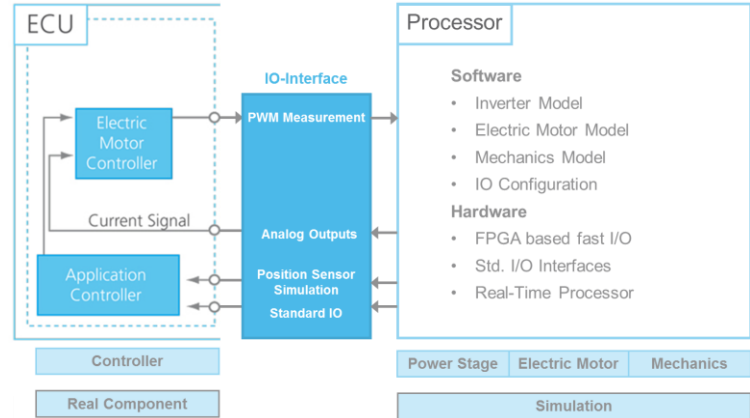 ECU
Processor
IO-Interface
Software
• Inverter Model
• Electric Motor Model
• Mechanics Model
• IO Configuration
Hardware
• FPGA based fast I/O
• Std. I/O Interfaces
• Real-Time Processor
Electric
Motor
Controller
PWM Measurement
Current Signal
Analog Outputs
Application
Controller
Position Sensor
Simulation
Standard IO
Controller
Power Stage
Electric Motor
Mechanics
Real Component
Simulation